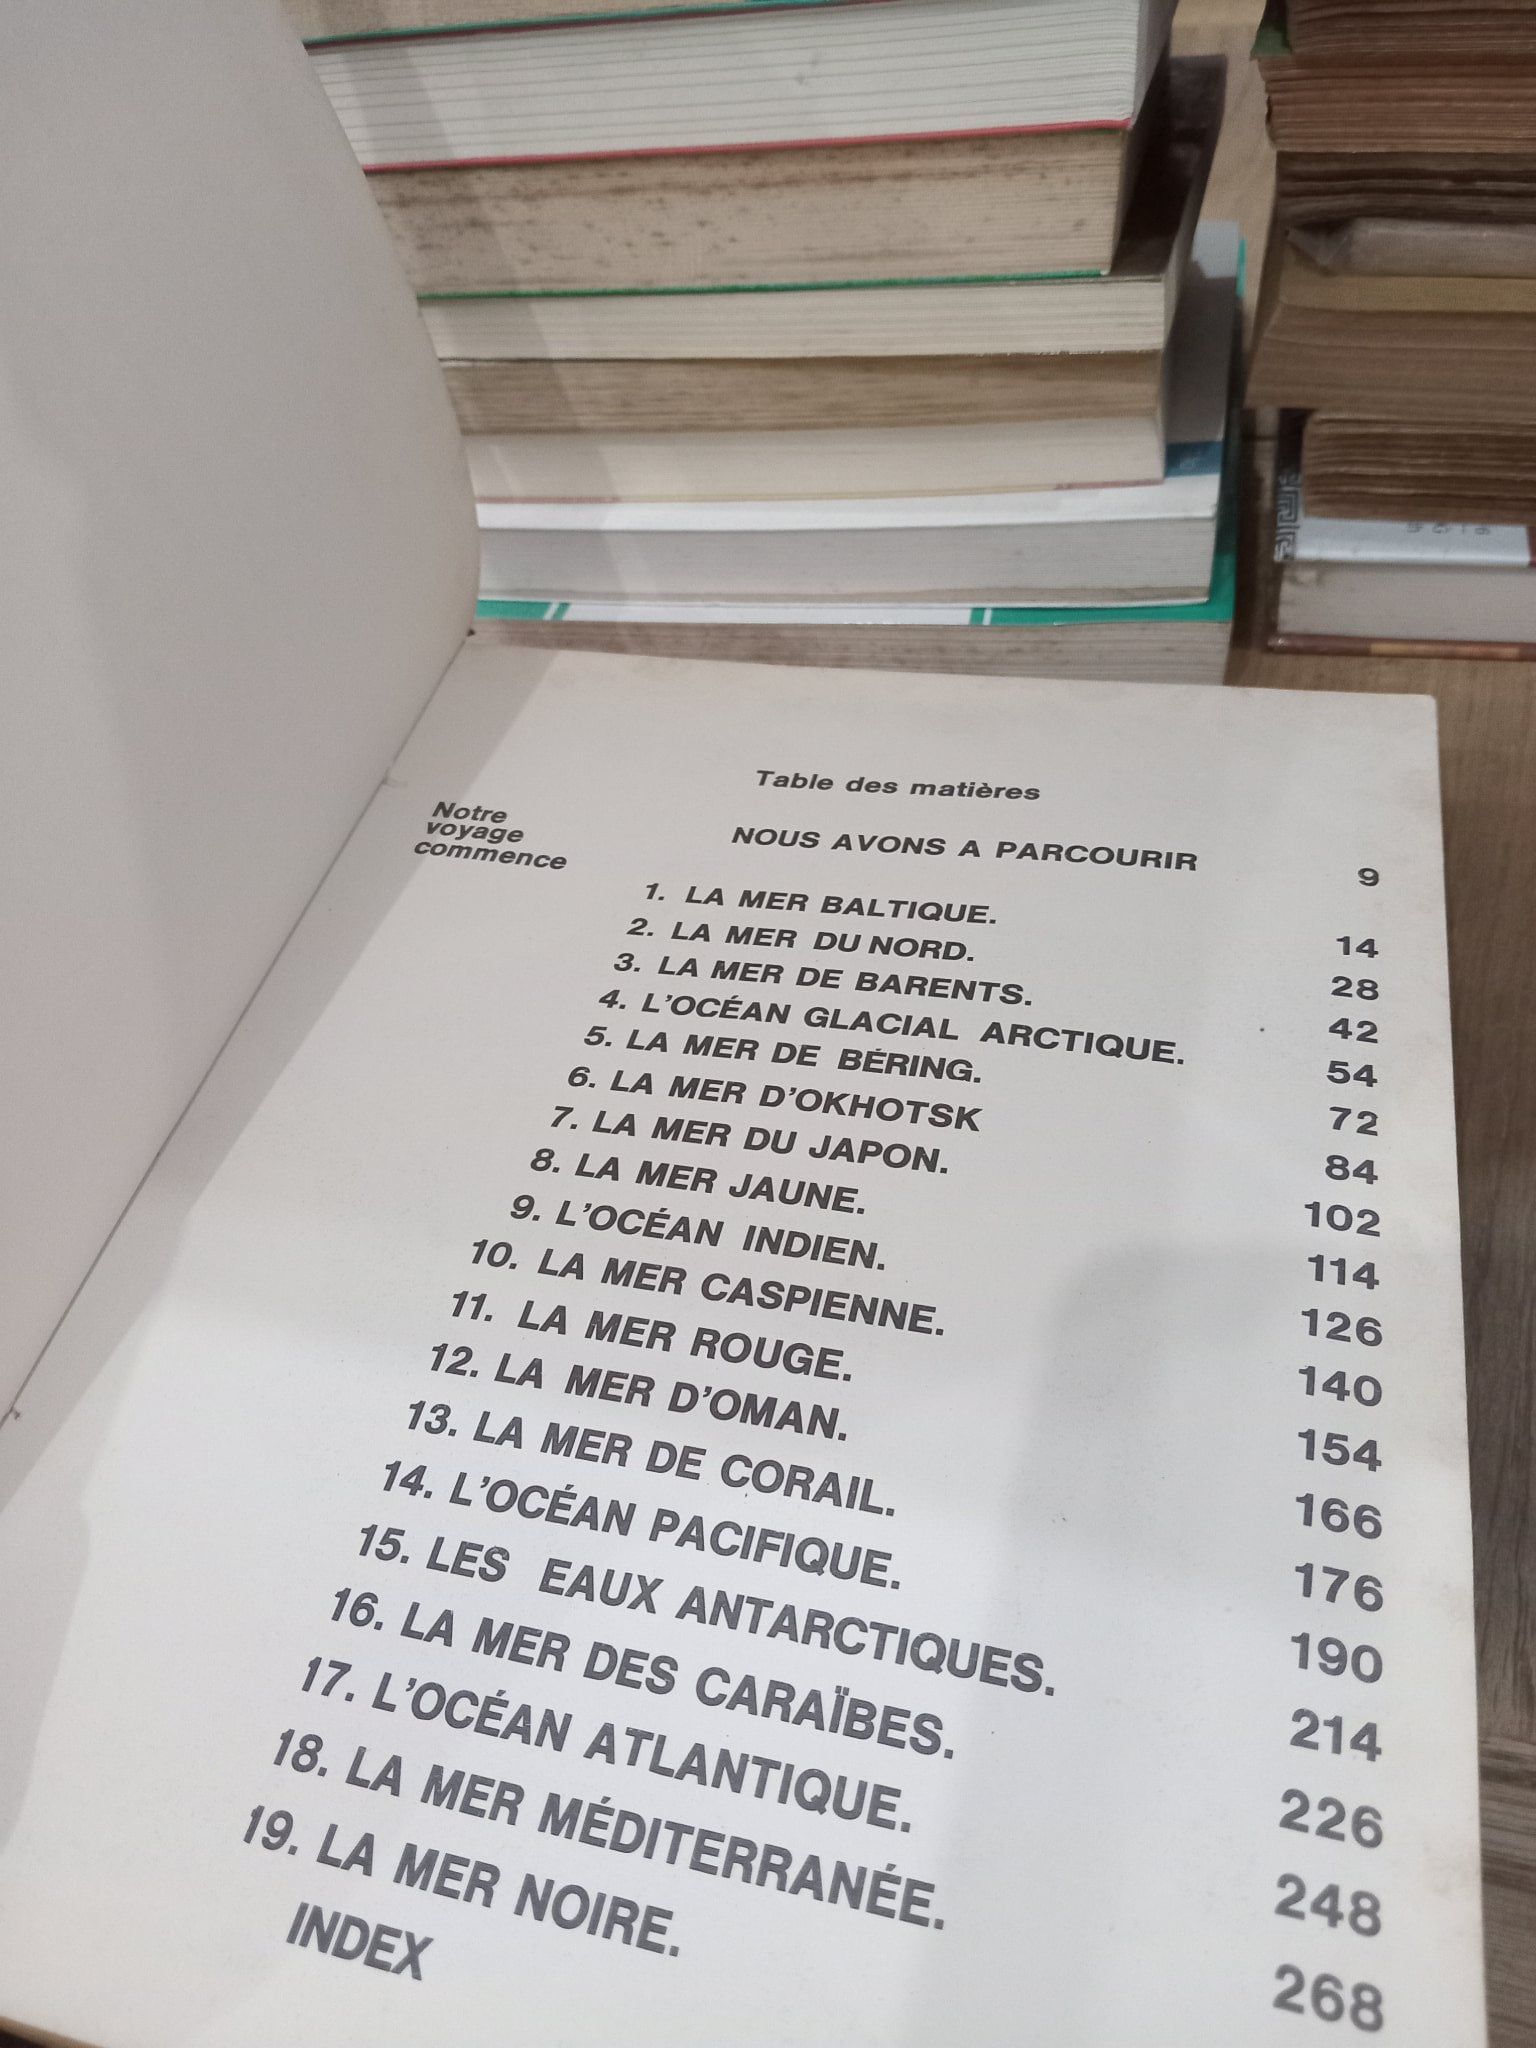 Table des matières
Notre
voyage
commence
NOUS AVONS A PARCOURIR 9
1. LA MER BALTIQUE. 14
2. LA MER DU NORD. 28
3. LA MER DE BARENTS. 42
4. L'OCÉAN GLACIAL ARCTIQUE. 54
5. LA MER DE BÉRING. 72
6. LA MER D'OKHOTSK 84
7. LA MER DU JAPON. 102
8. LA MER JAUNE. 114
9. L'OCÉAN INDIEN. 126
10. LA MER CASPIENNE. 140
11. LA MER ROUGE. 154
12. LA MER D'OMAN. 166
13. LA MER DE CORAIL. 176
14. L'OCÉAN PACIFIQUE. 190
15. LES EAUX ANTARCTIQUES. 214
16. LA MER DES CARAÏBES. 226
17. L'OCÉAN ATLANTIQUE. 248
18. LA MER MÉDITERRANÉE. 268
19. LA MER NOIRE.
INDEX